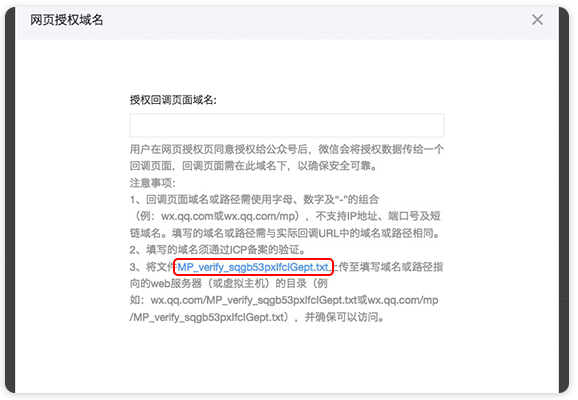 网页授权域名
授权回调页面域名:
用户在网页授权页同意授权给公众号后，微信会将授权数据传给一个
回调页面，回调页面需在此域名下，以确保安全可靠。
注意事项：
1、回调页面域名或路径需使用字母、数字及“-”的组合
（例：wx.qq.com或wx.qq.com/mp），不支持IP地址、端口号及短
链域名。填写的域名或路径需与实际回调URL中的域名或路径相同。
2、填写的域名须通过ICP备案的验证。
3、将文件MP_verify_sqgb53pxIfclGept.txt上传至填写域名或路径指
向的web服务器（或虚拟主机）的目录（例
如：wx.qq.com/MP_verify_sqgb53pxIfclGept.txt或wx.qq.com/mp
/MP_verify_sqgb53pxIfclGept.txt），并确保可以访问。